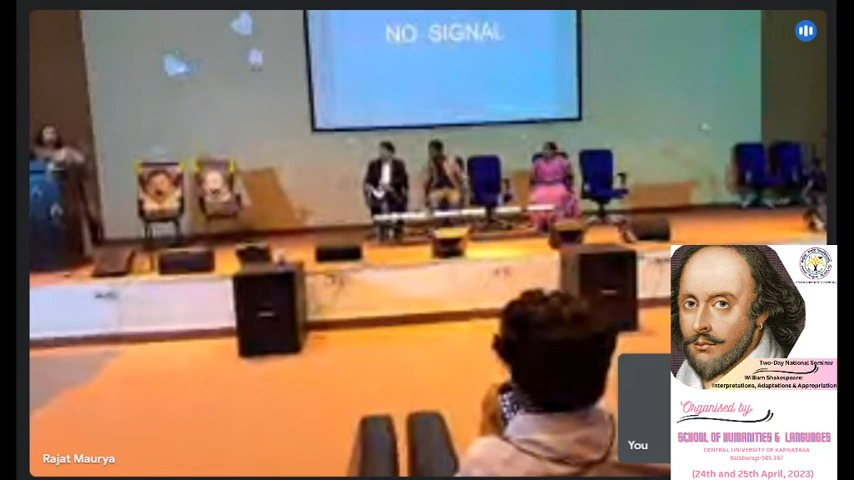 NO SIGNAL
Two-Day National Seminar
William Shakespeare:
Interpretations, Adaptations & Appropriation
Organised by
SCHOOL OF HUMANITIES & LANGUAGES
CENTRAL UNIVERSITY OF KARNATAKA
(24th and 25th April, 2023)
You
Rajat Maurya